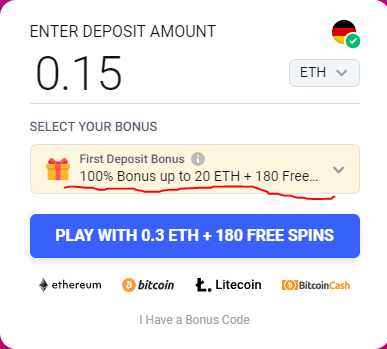 ENTER DEPOSIT AMOUNT
0.15
ETH
SELECT YOUR BONUS
First Deposit Bonus i
100% Bonus up to 20 ETH + 180 Free...
PLAY WITH 0.3 ETH + 180 FREE SPINS
ethereum bitcoin Litecoin BitcoinCash
I Have a Bonus Code